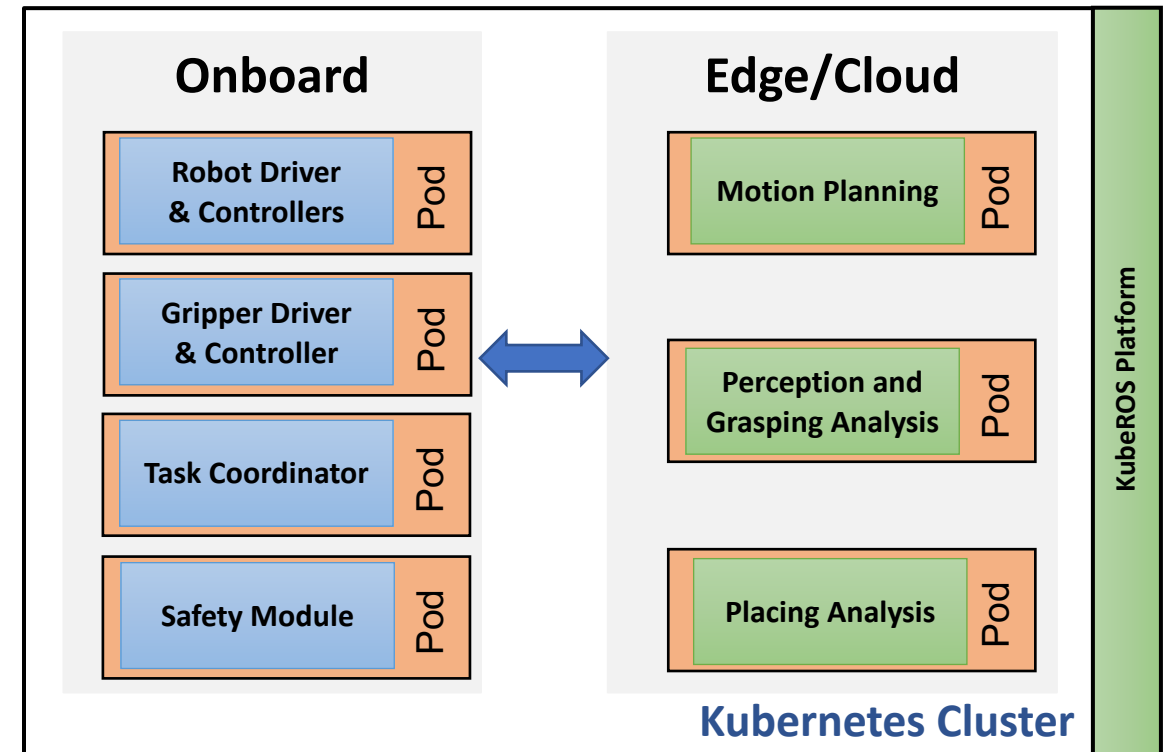 Onboard
Robot Driver
& Controllers
Pod
Gripper Driver
& Controller
Pod
Task Coordinator
Pod
Safety Module
Pod
Edge/Cloud
Motion Planning
Pod
Perception and
Grasping Analysis
Pod
Placing Analysis
Pod
Kubernetes Cluster
KubeROS Platform